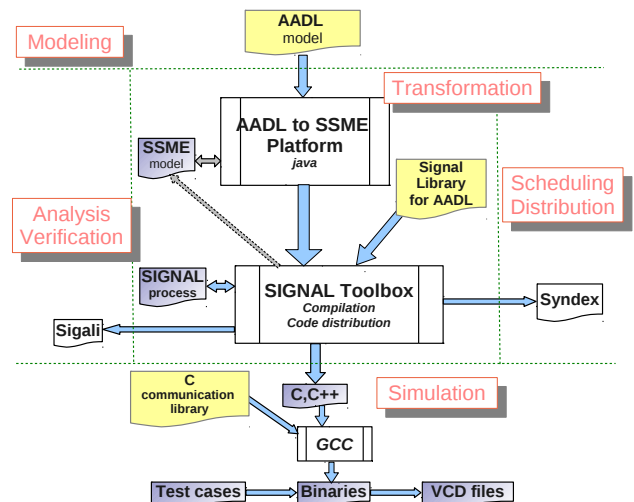 AADL
model
Modeling
Transformation
AADL to SSME
Platform
java
SSME
model
Signal
Library
for AADL
Scheduling
Distribution
Analysis
Verification
SIGNAL
process
SIGNAL Toolbox
Compilation
Code distribution
Syndex
Sigali
C
communication
library
C,C++
Simulation
GCC
Test cases
Binaries
VCD files